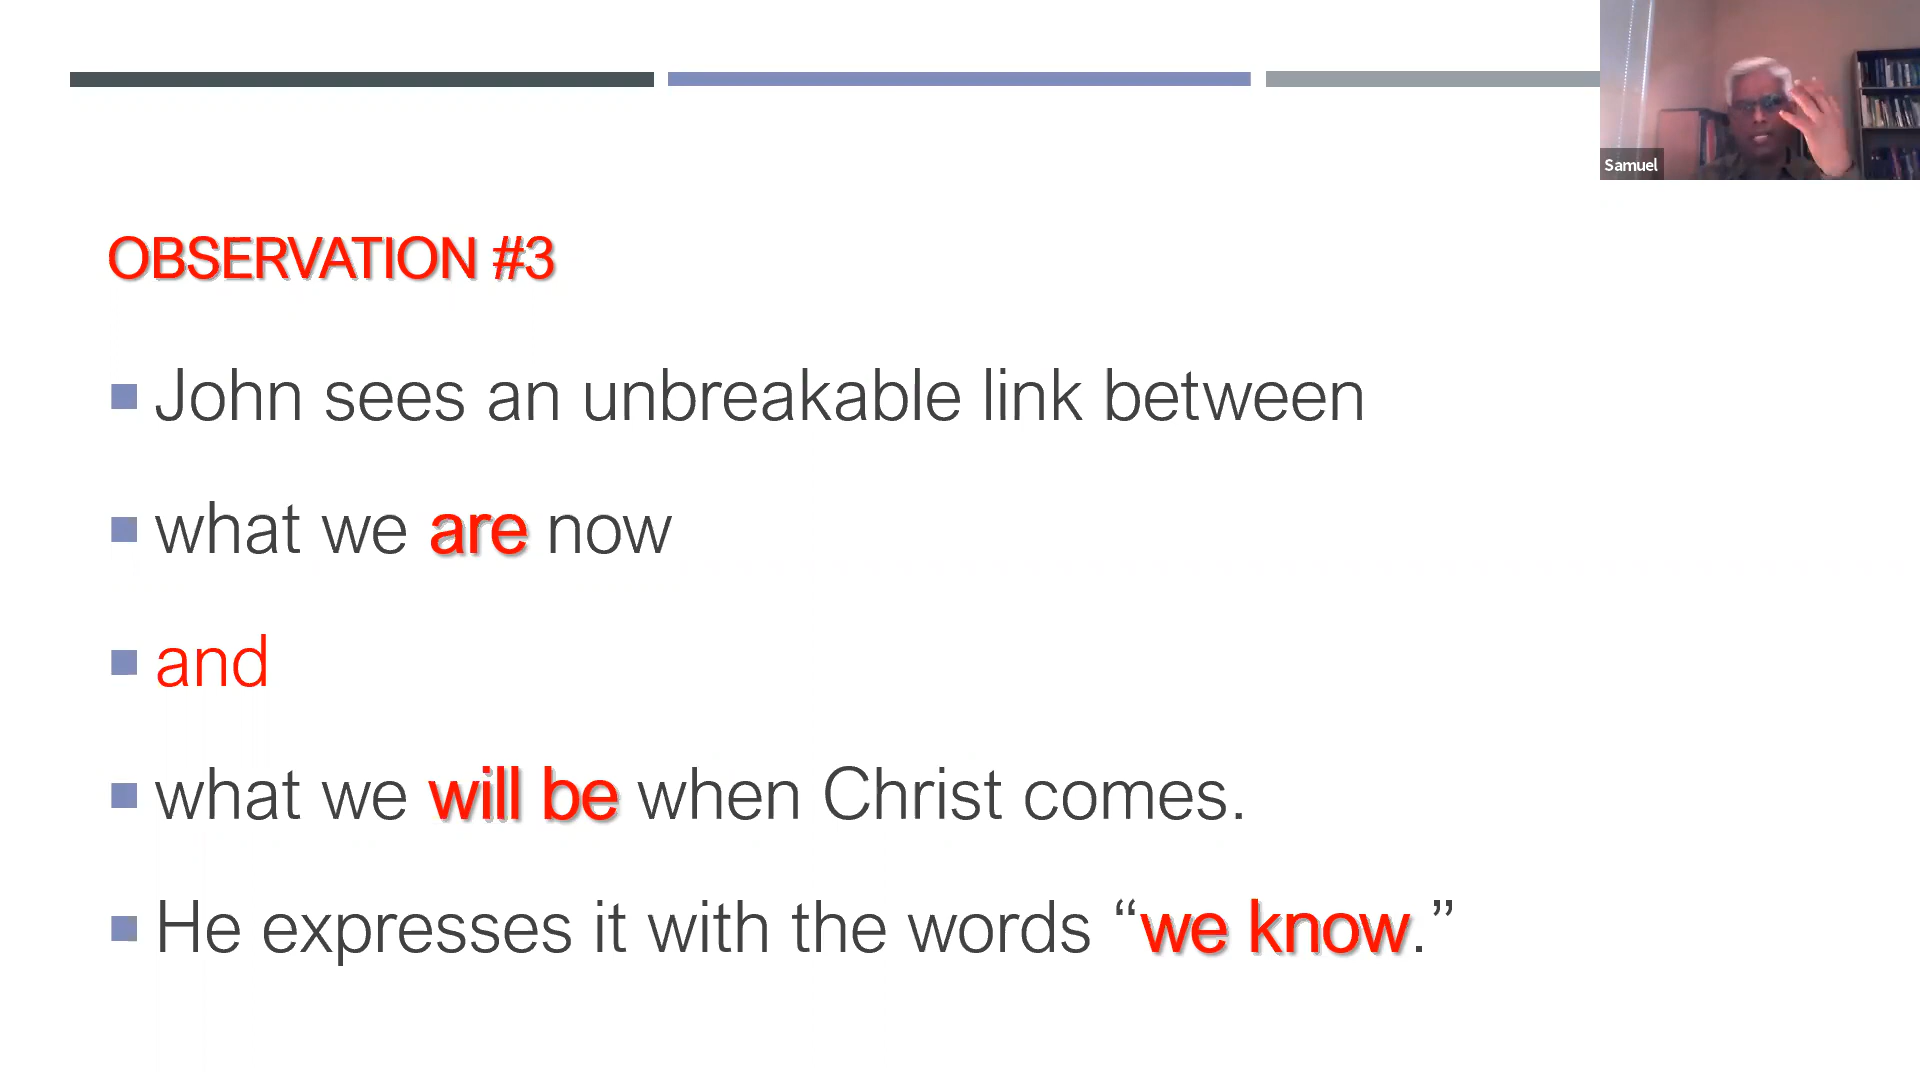 Samuel
OBSERVATION #3
John sees an unbreakable link between
what we are now
and
what we will be when Christ comes.
He expresses it with the words “we know.”